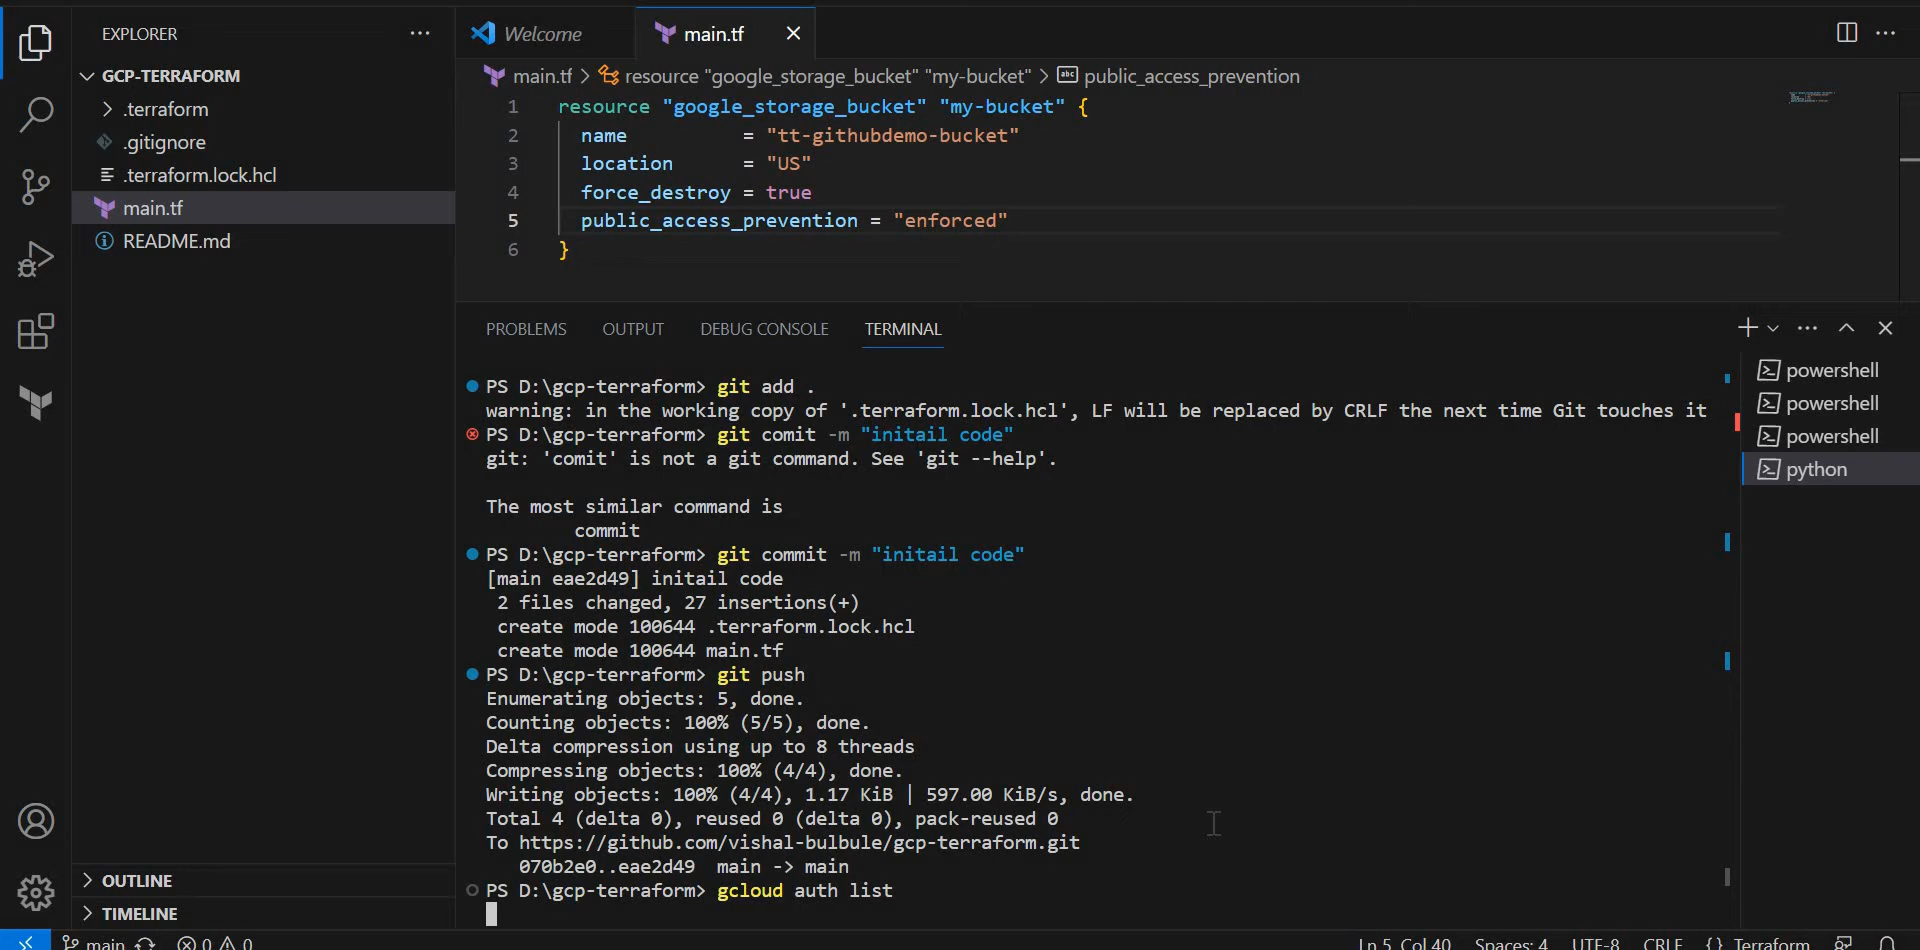 EXPLORER
Welcome
main.tf
GCP-TERRAFORM
.terraform
.gitignore
.terraform.lock.hcl
main.tf
README.md
OUTLINE
TIMELINE
main.tf > resource "google_storage_bucket" "my-bucket" > abc public_access_prevention
1 resource "google_storage_bucket" "my-bucket" {
2 name = "tt-githubdemo-bucket"
3 location = "US"
4 force_destroy = true
5 public_access_prevention = "enforced"
6 }
PROBLEMS OUTPUT DEBUG CONSOLE TERMINAL
PS D:\gcp-terraform> git add .
warning: in the working copy of '.terraform.lock.hcl', LF will be replaced by CRLF the next time Git touches it
PS D:\gcp-terraform> git comit -m "initail code"
git: 'comit' is not a git command. See 'git --help'.
The most similar command is
commit
PS D:\gcp-terraform> git commit -m "initail code"
[main eae2d49] initail code
2 files changed, 27 insertions(+)
create mode 100644 .terraform.lock.hcl
create mode 100644 main.tf
PS D:\gcp-terraform> git push
Enumerating objects: 5, done.
Counting objects: 100% (5/5), done.
Delta compression using up to 8 threads
Compressing objects: 100% (4/4), done.
Writing objects: 100% (4/4), 1.17 KiB | 597.00 KiB/s, done.
Total 4 (delta 0), reused 0 (delta 0), pack-reused 0
To https://github.com/vishal-bulbule/gcp-terraform.git
070b2e0..eae2d49 main -> main
PS D:\gcp-terraform> gcloud auth list
powershell
powershell
powershell
python
main 0 0 Ln 5, Col 40 Spaces: 4 UTF-8 CRLF {} Terraform